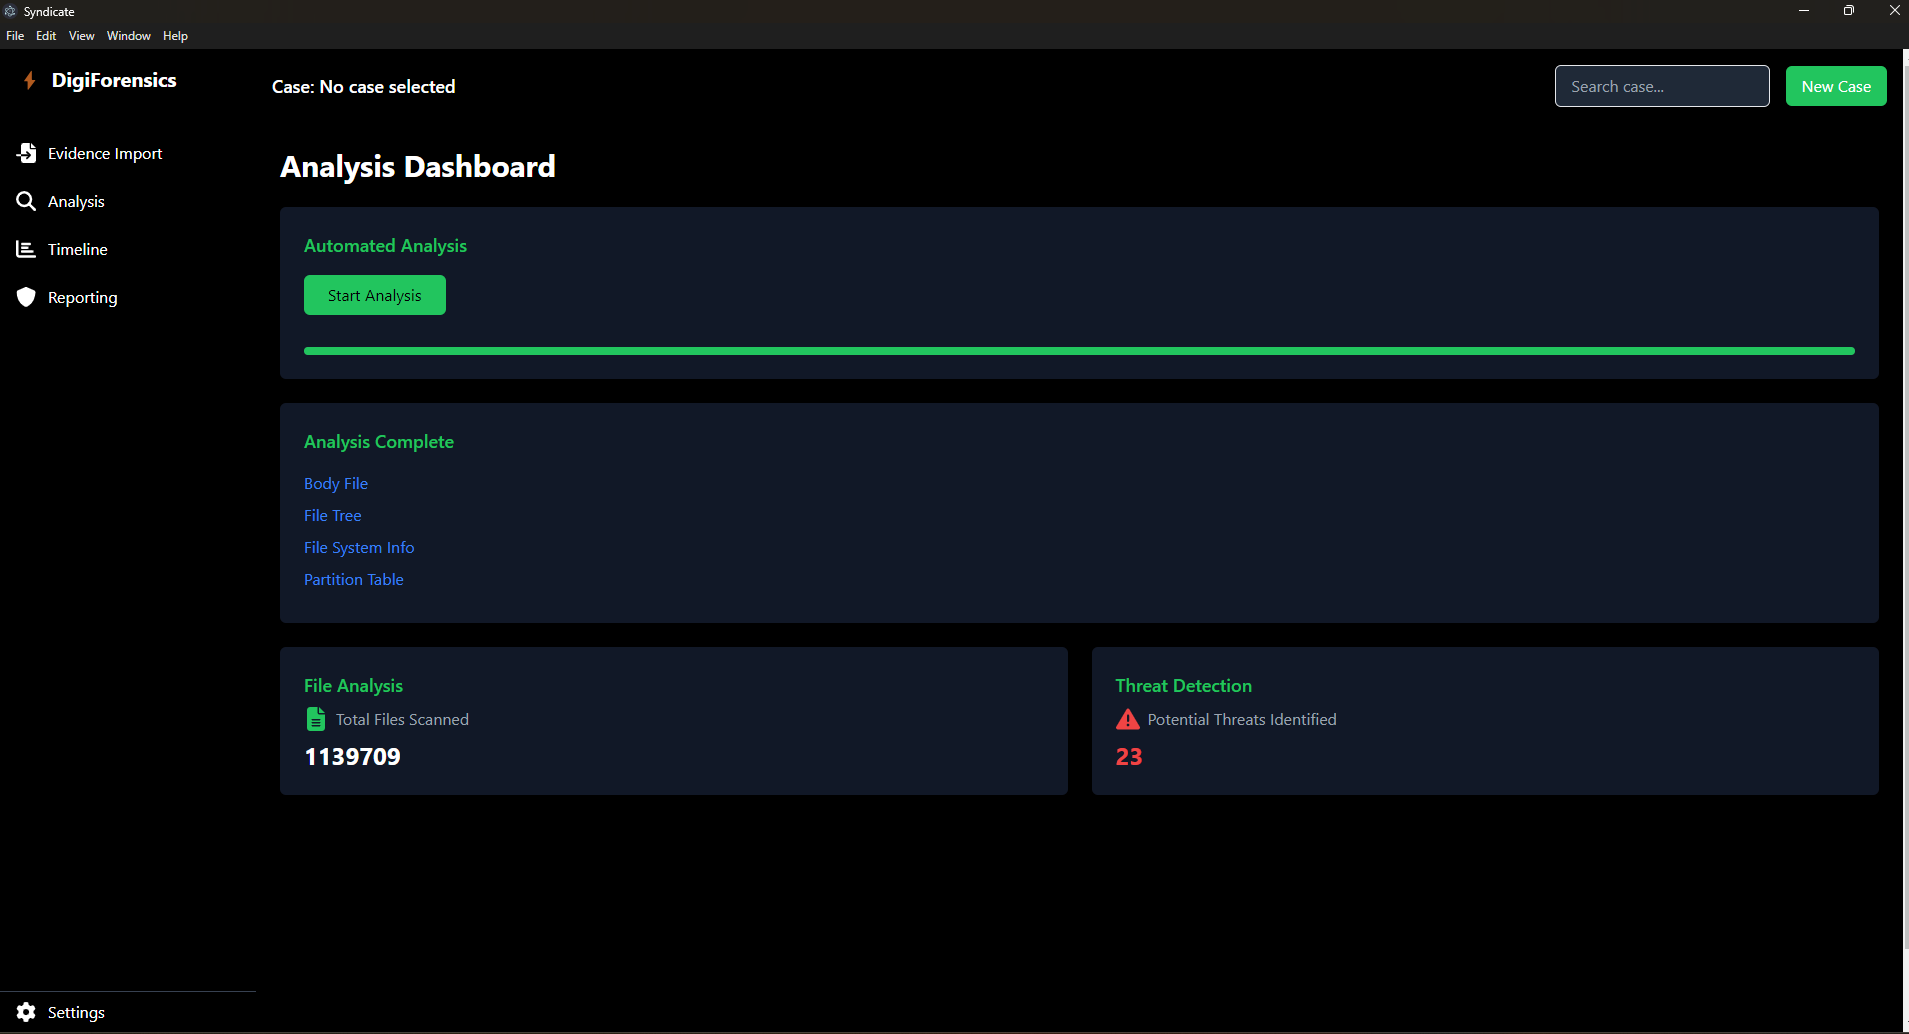 Syndicate
File Edit View Window Help
DigiForensics
Case: No case selected
Search case...
New Case
Evidence Import
Analysis
Timeline
Reporting
Analysis Dashboard
Automated Analysis
Start Analysis
Analysis Complete
Body File
File Tree
File System Info
Partition Table
File Analysis
Total Files Scanned
1139709
Threat Detection
Potential Threats Identified
23
Settings